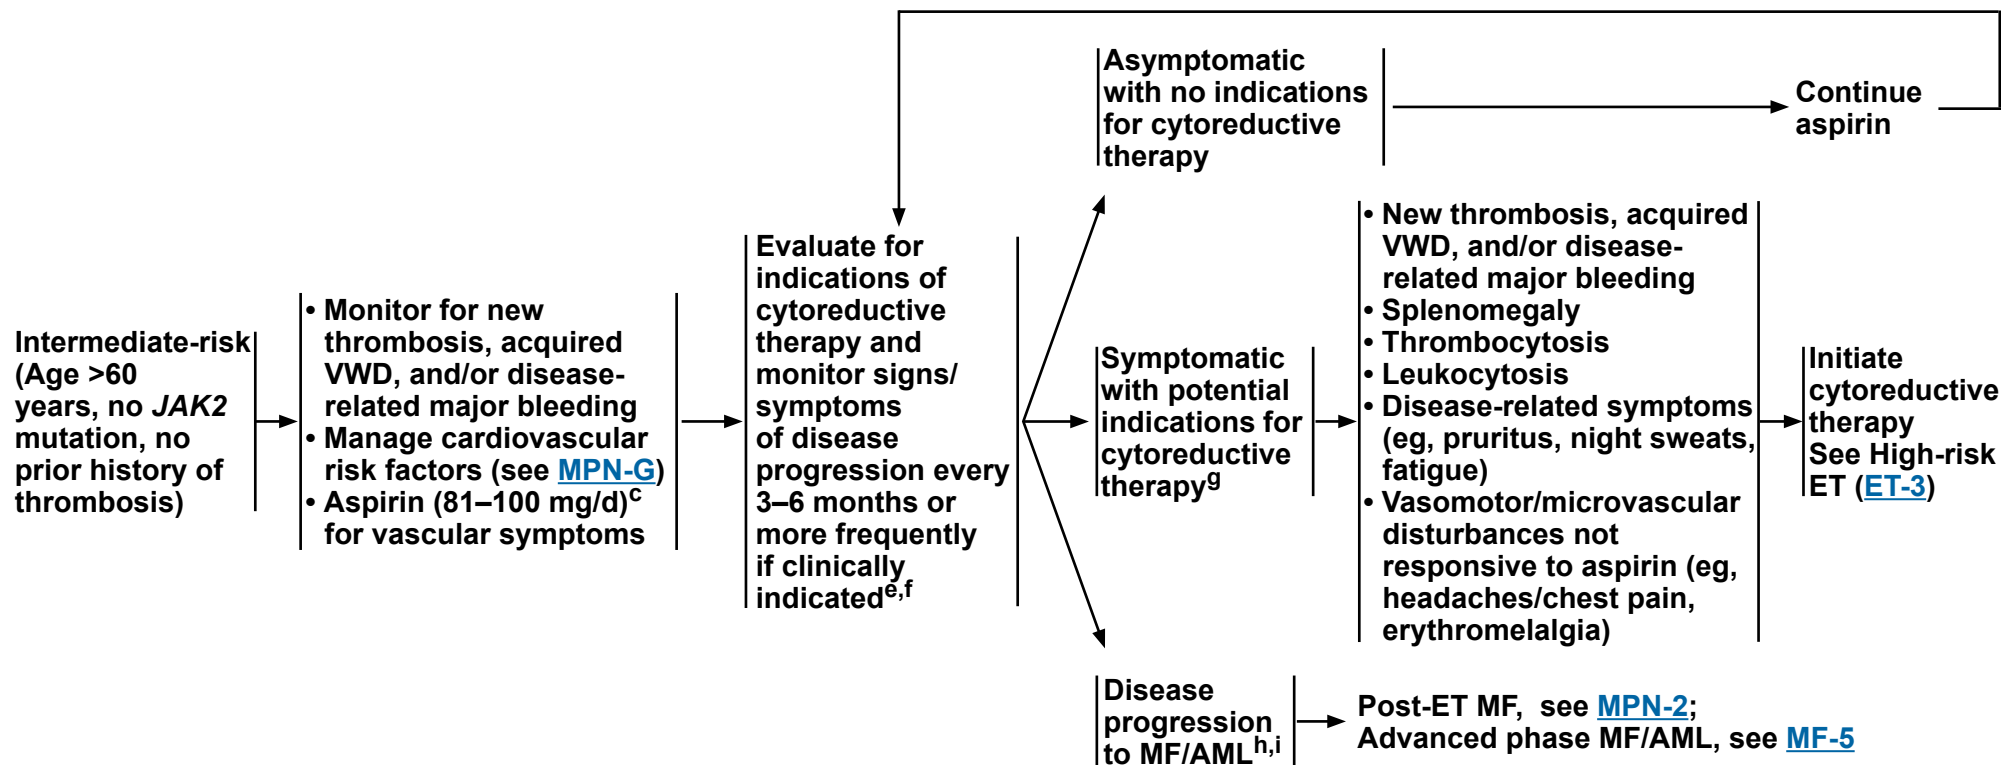 Intermediate-risk
(Age >60
years, no JAK2
mutation, no
prior history of
thrombosis)
• Monitor for new
thrombosis, acquired
VWD, and/or disease-
related major bleeding
• Manage cardiovascular
risk factors (see MPN-G)
• Aspirin (81–100 mg/d)c
for vascular symptoms
Evaluate for
indications of
cytoreductive
therapy and
monitor signs/
symptoms
of disease
progression every
3–6 months or
more frequently
if clinically
indicatede,f
Asymptomatic
with no indications
for cytoreductive
therapy
Continue
aspirin
Symptomatic
with potential
indications for
cytoreductive
therapyg
• New thrombosis, acquired
VWD, and/or disease-
related major bleeding
• Splenomegaly
• Thrombocytosis
• Leukocytosis
• Disease-related symptoms
(eg, pruritus, night sweats,
fatigue)
• Vasomotor/microvascular
disturbances not
responsive to aspirin (eg,
headaches/chest pain,
erythromelalgia)
Initiate
cytoreductive
therapy
See High-risk
ET (ET-3)
Disease
progression
to MF/AMLh,i
Post-ET MF, see MPN-2;
Advanced phase MF/AML, see MF-5